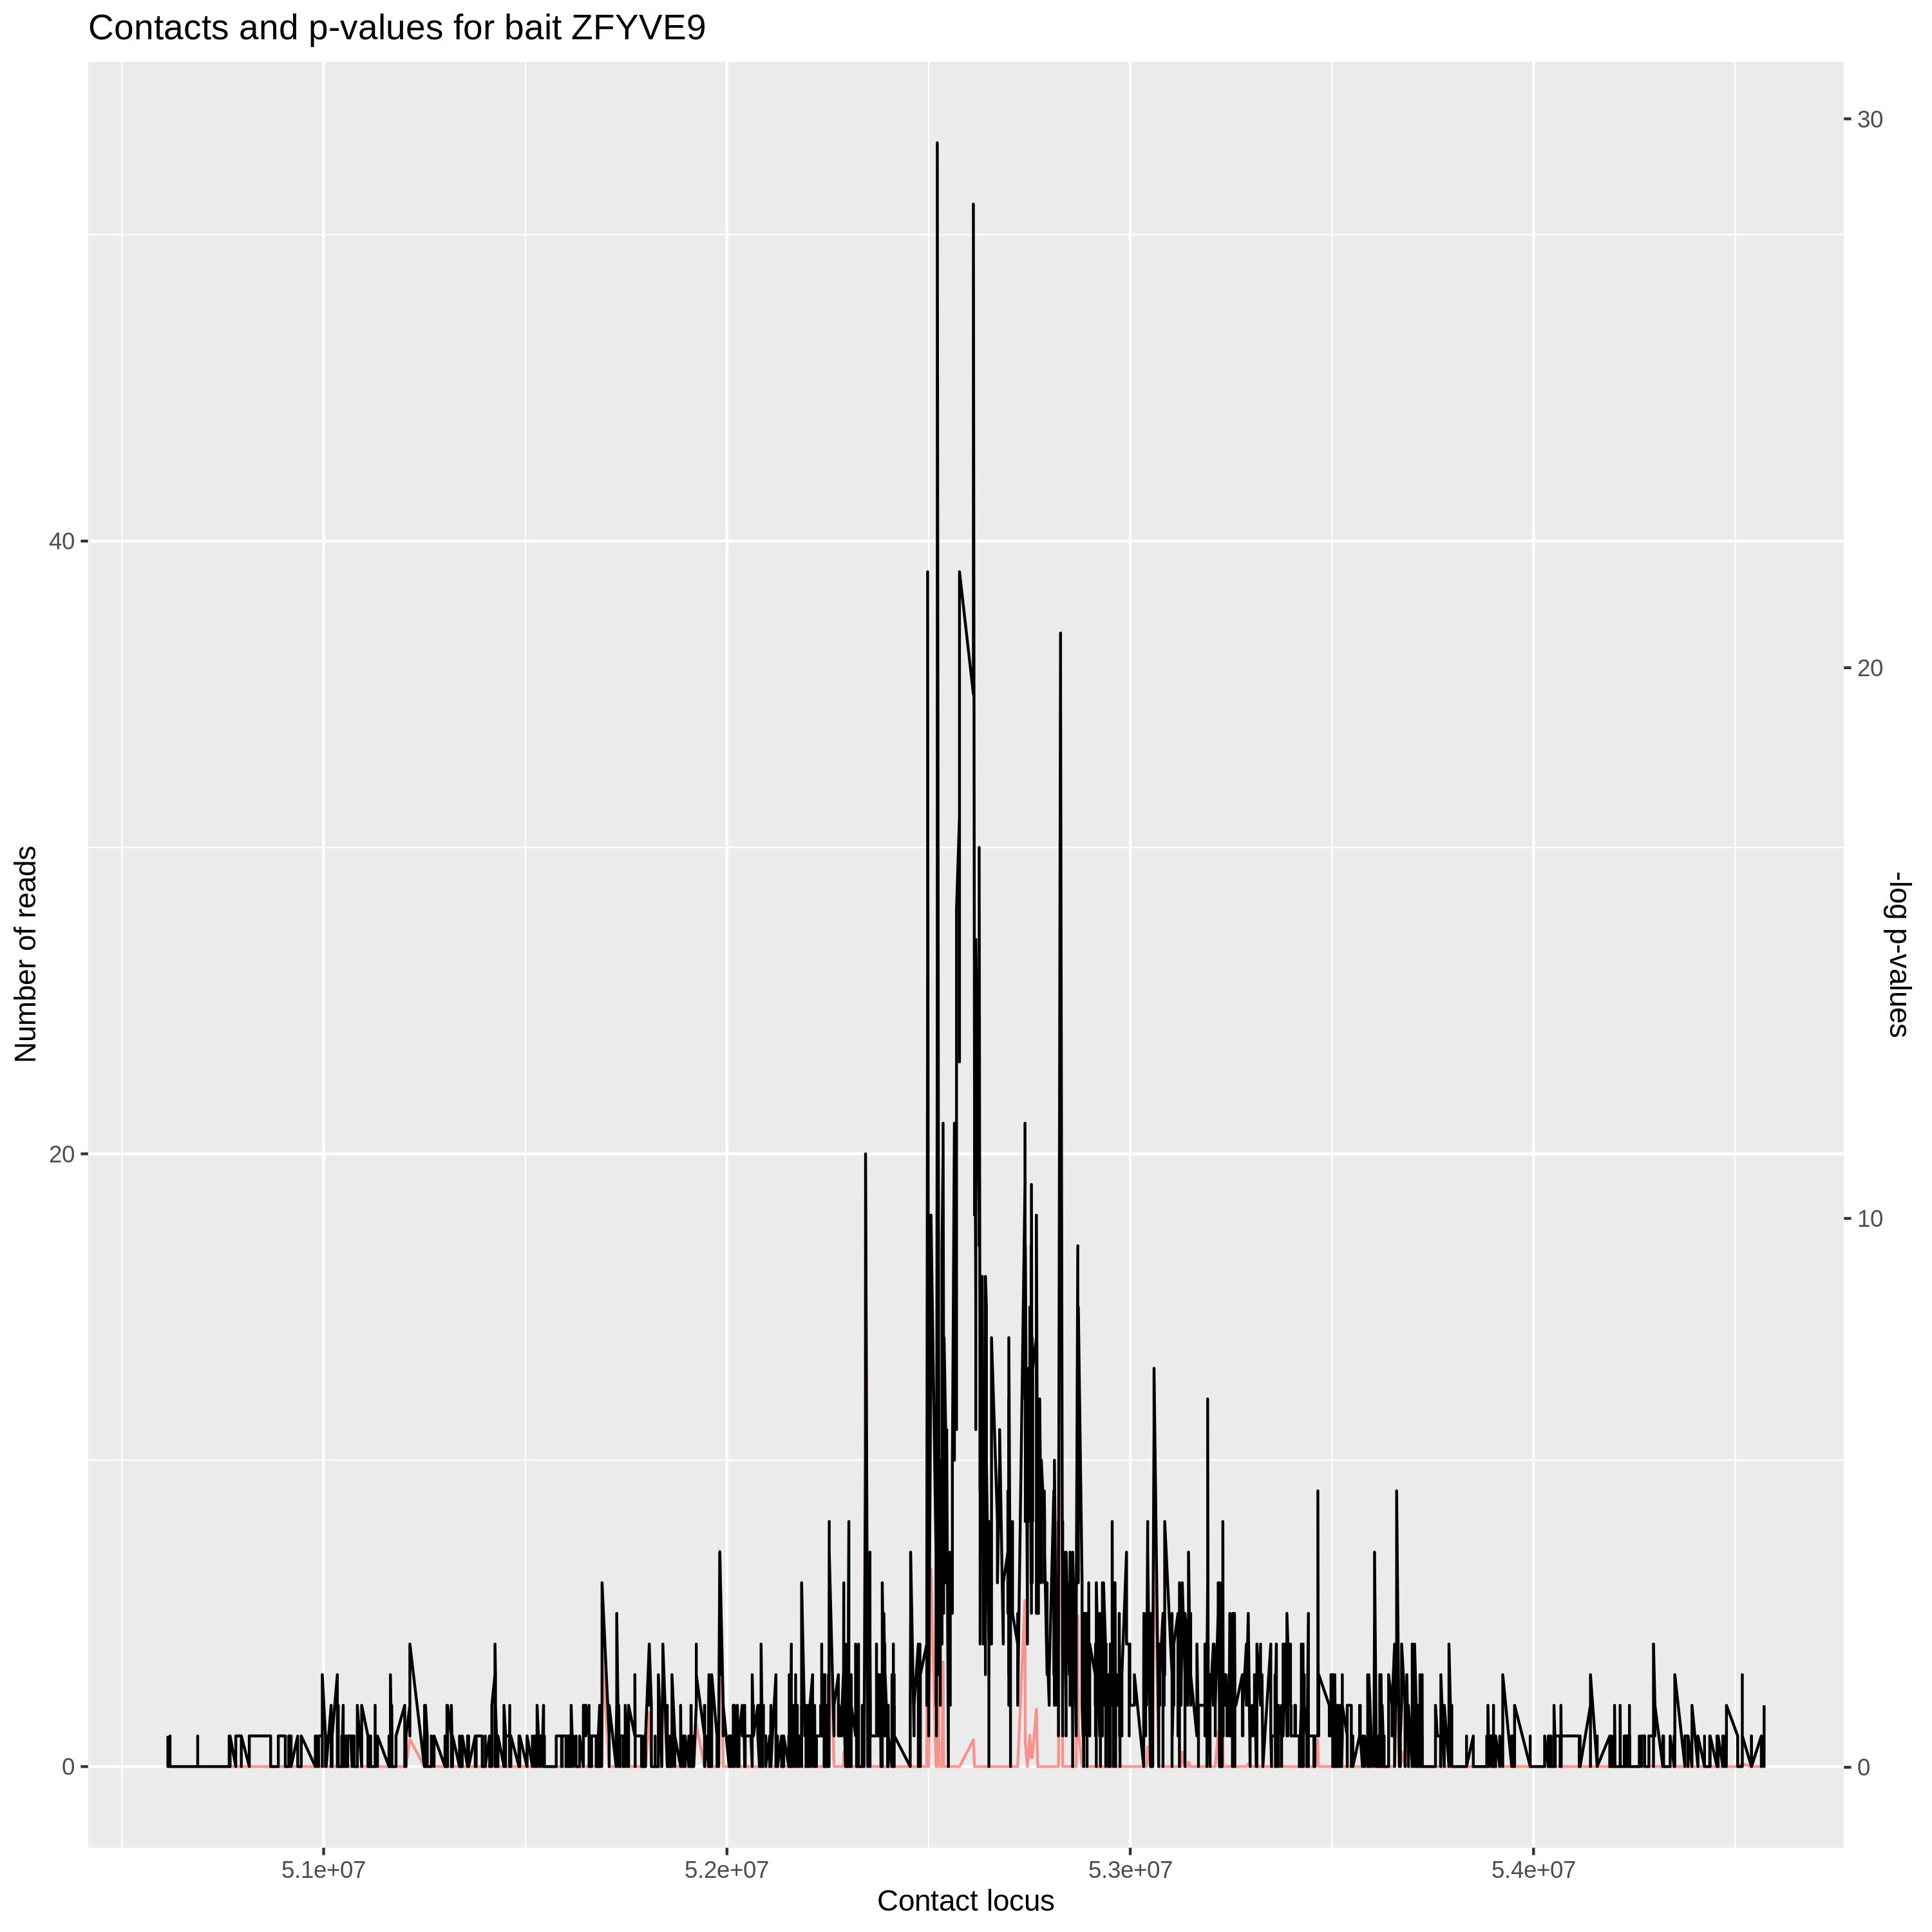 Contacts and p-values for bait ZFYVE9
30
40
20
20
10
0
0
Number of reads
-log p-values
5.1e+07
5.2e+07
5.3e+07
5.4e+07
Contact locus